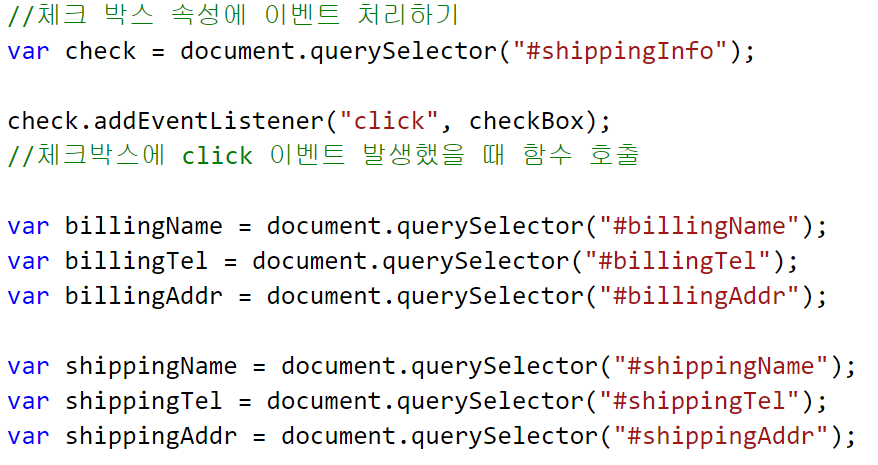 //체크 박스 속성에 이벤트 처리하기
var check = document.querySelector("#shippingInfo");
check.addEventListener("click", checkBox);
//체크박스에 click 이벤트 발생했을 때 함수 호출
var billingName = document.querySelector("#billingName");
var billingTel = document.querySelector("#billingTel");
var billingAddr = document.querySelector("#billingAddr");
var shippingName = document.querySelector("#shippingName");
var shippingTel = document.querySelector("#shippingTel");
var shippingAddr = document.querySelector("#shippingAddr");